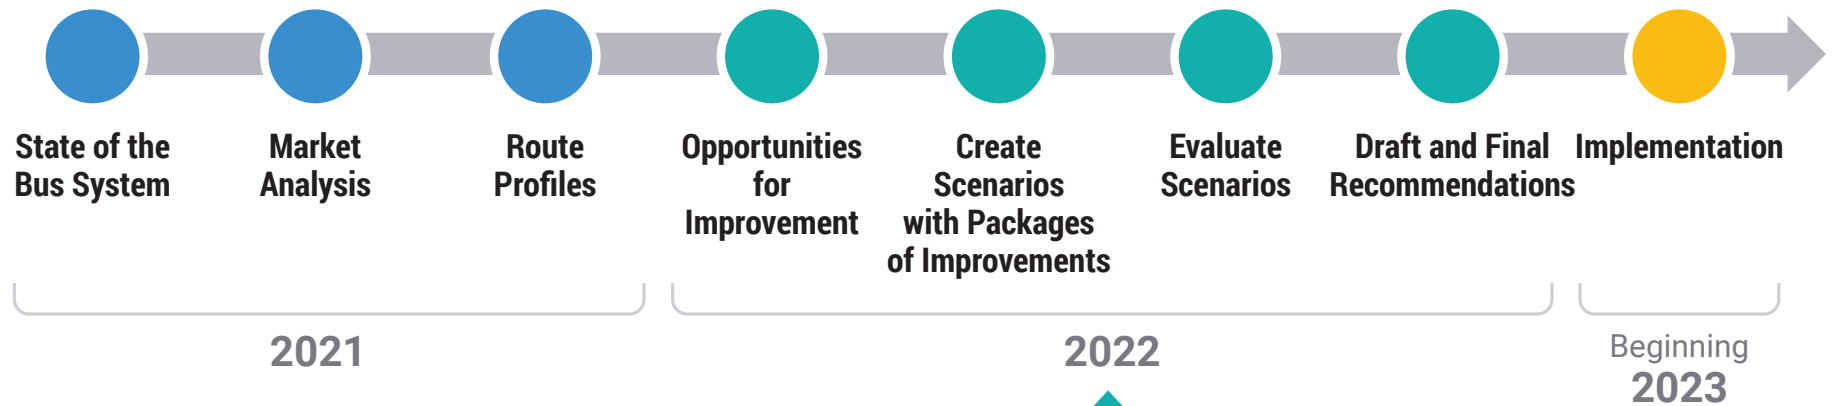 State of the
Bus System
Market
Analysis
Route
Profiles
Opportunities
for
Improvement
Create
Scenarios
with Packages
of Improvements
Evaluate
Scenarios
Draft and Final
Recommendations
Implementation
2021
2022
Beginning
2023